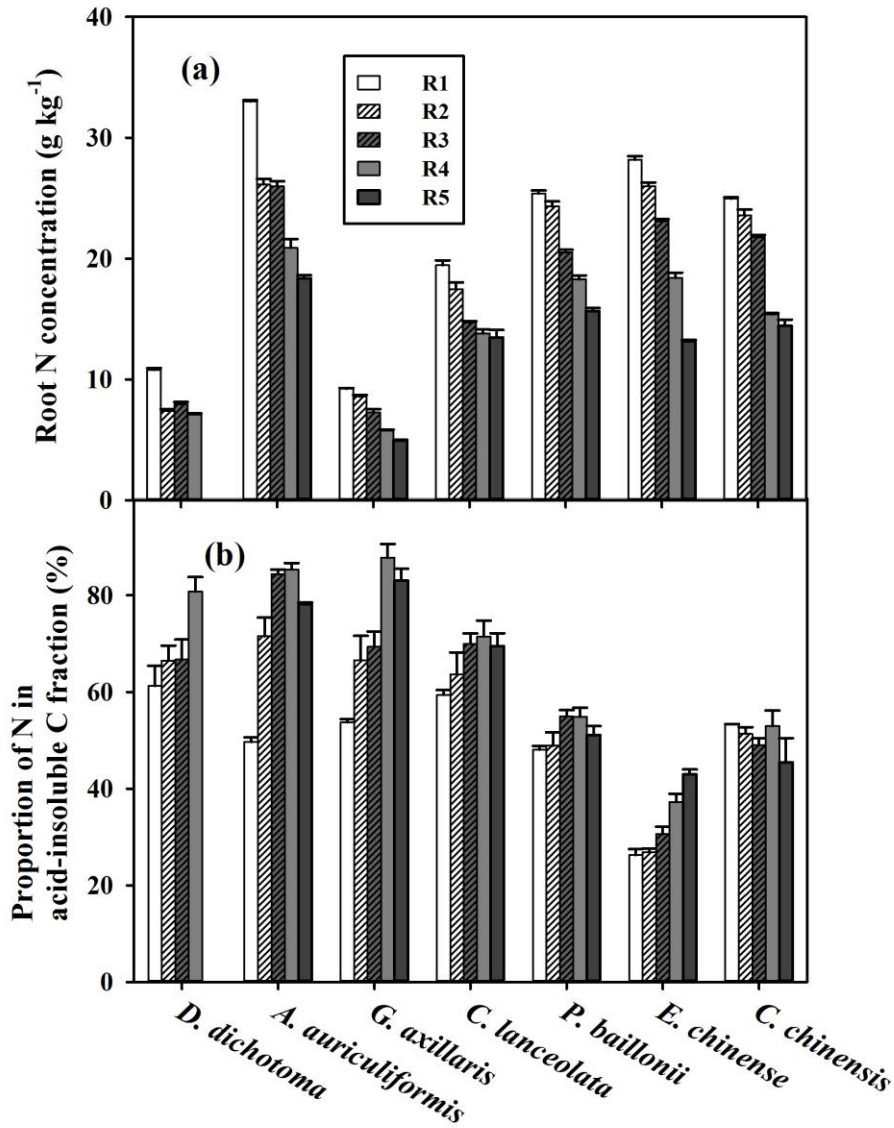 40
30
20
10
0
Root N concentration (g kg⁻¹)
(a)
R1
R2
R3
R4
R5
(b)
80
60
40
20
0
Proportion of N in
acid-insoluble C fraction (%)
D. dichotoma
A. auriculiformis
G. axillaris
C. lanceolata
P. baillonii
E. chinense
C. chinensis